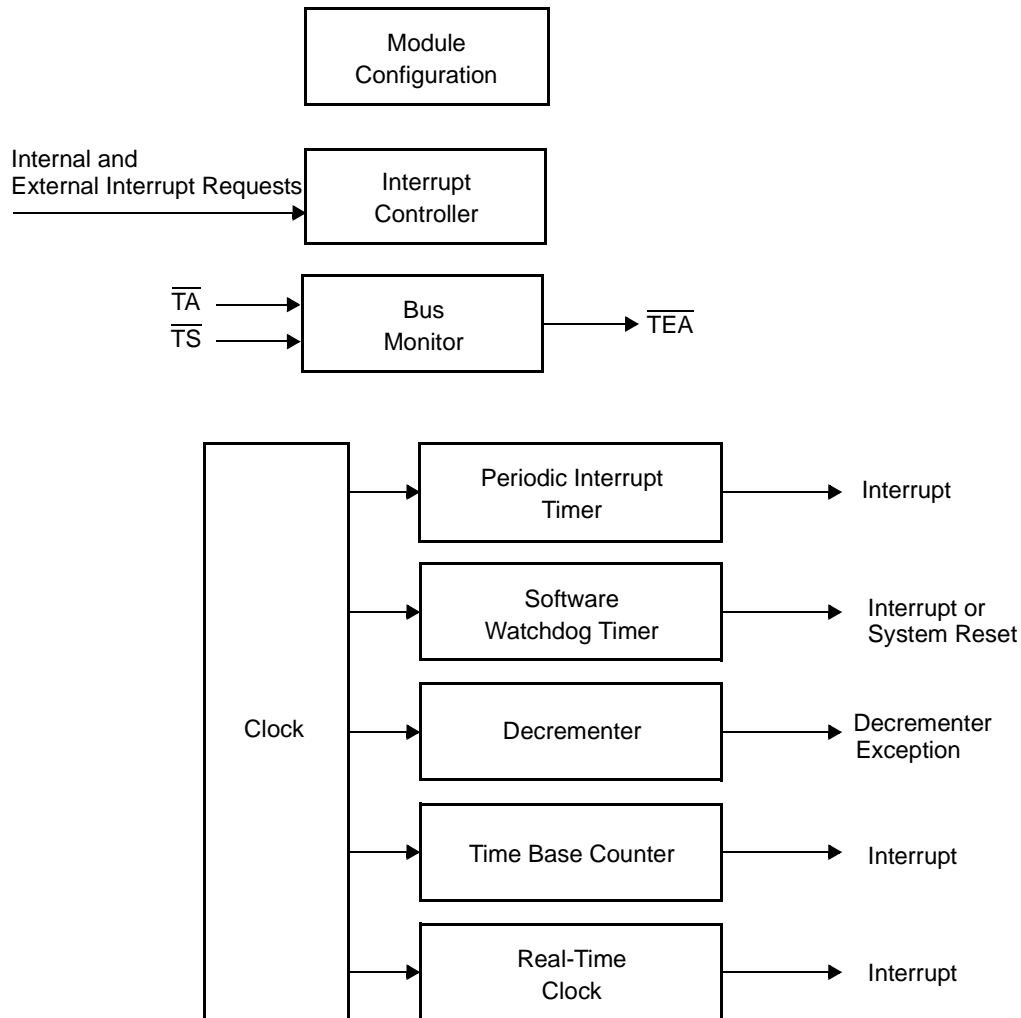 Module
Configuration
Internal and
External Interrupt Requests
Interrupt
Controller
TA
TS
Bus
Monitor
TEA
Clock
Periodic Interrupt
Timer
Interrupt
Software
Watchdog Timer
Interrupt or
System Reset
Decrementer
Decrementer
Exception
Time Base Counter
Interrupt
Real-Time
Clock
Interrupt